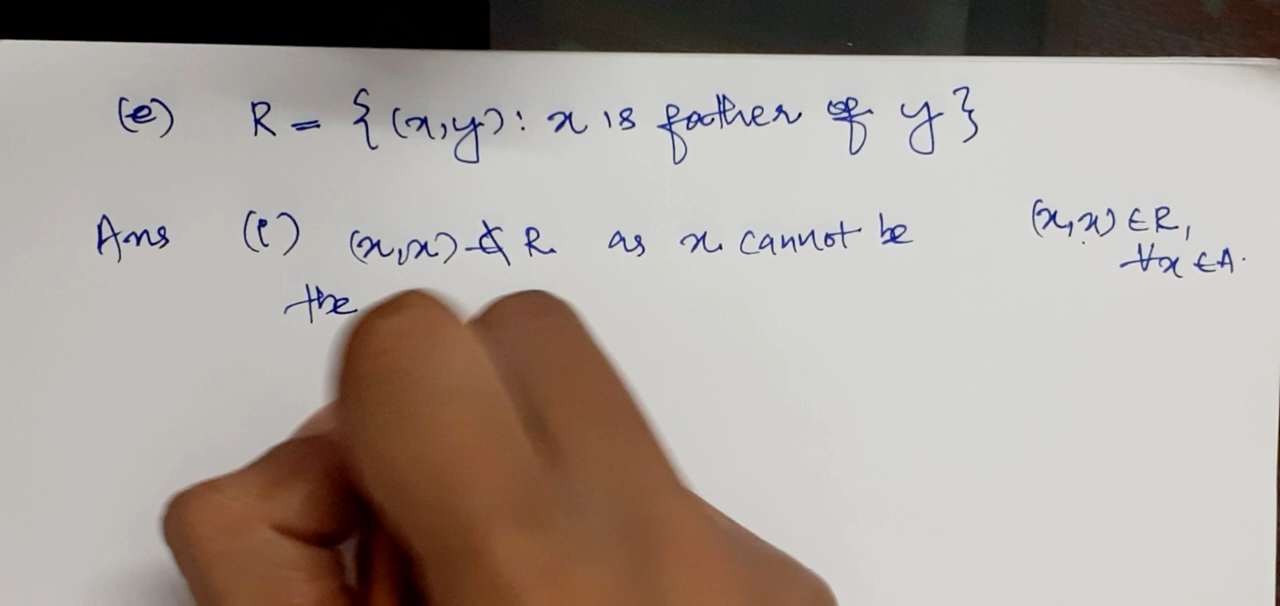 (e) R = {(x,y): x is father of y}
Ans (i) (x,x) ∉ R as x cannot be
the
(x,x) ∈ R,
∀x ∈ A.